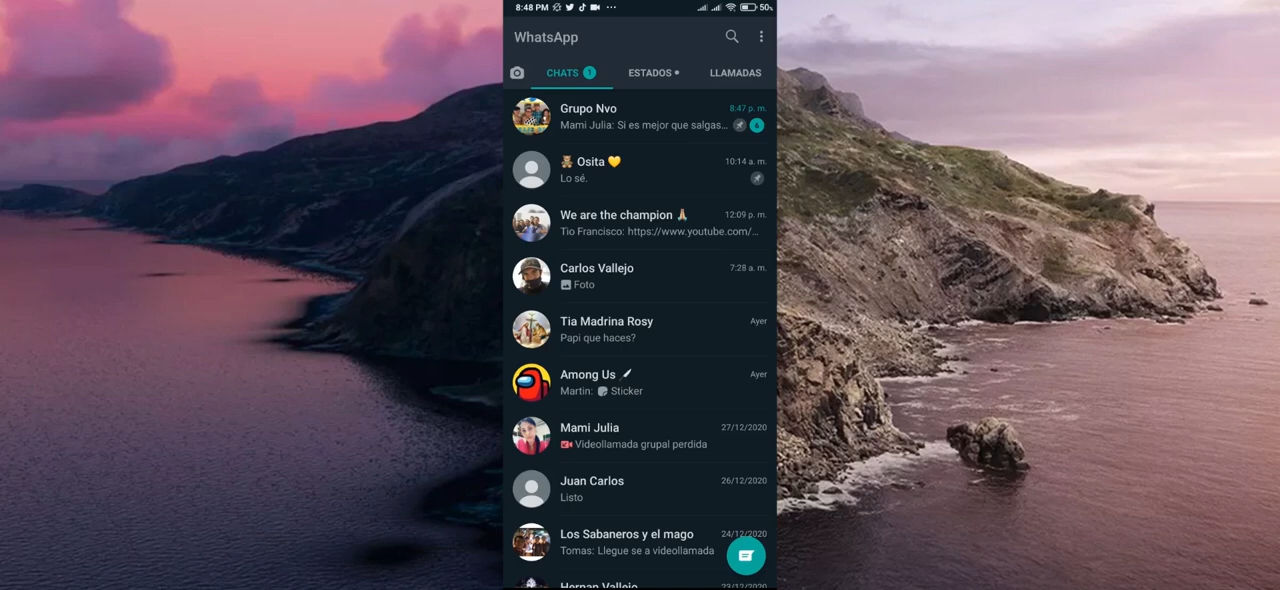 8:48 PM 50%
WhatsApp
CHATS 1 ESTADOS • LLAMADAS
Grupo Nvo 8:47 p. m.
Mami Julia: Si es mejor que salgas... 6
🧸 Osita 💛 10:14 a. m.
Lo sé.
We are the champion 🙏🏼 12:09 p. m.
Tio Francisco: https://www.youtube.com/...
Carlos Vallejo 7:28 a. m.
Foto
Tia Madrina Rosy Ayer
Papi que haces?
Among Us 🔪 Ayer
Martin: Sticker
Mami Julia 27/12/2020
Videollamada grupal perdida
Juan Carlos 26/12/2020
Listo
Los Sabaneros y el mago 24/12/2020
Tomas: Llegue se a videollamada
Hernan Vallejo 23/12/2020